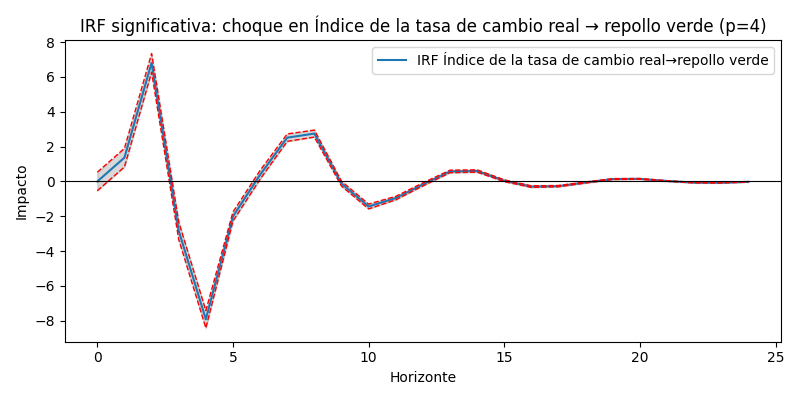 IRF significativa: choque en Índice de la tasa de cambio real → repollo verde (p=4)
IRF Índice de la tasa de cambio real→repollo verde
Impacto
8
6
4
2
0
−2
−4
−6
−8
0 5 10 15 20 25
Horizonte